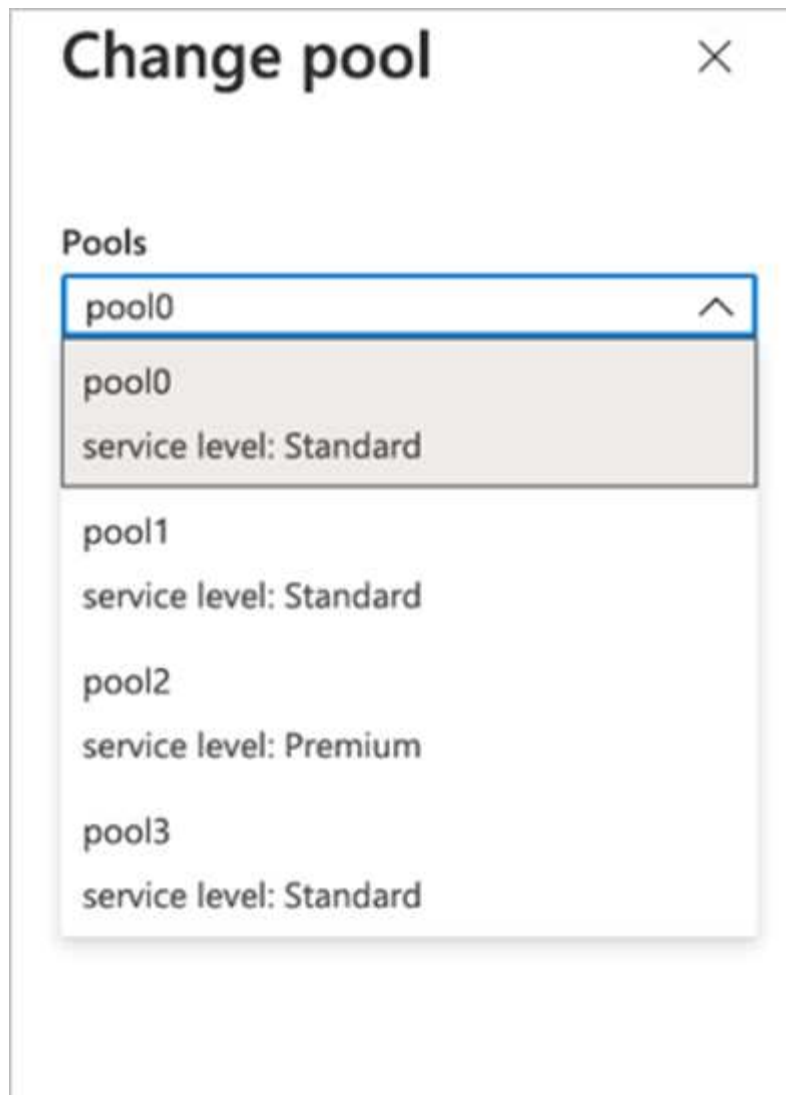 Change pool
Pools
pool0
pool0
service level: Standard
pool1
service level: Standard
pool2
service level: Premium
pool3
service level: Standard